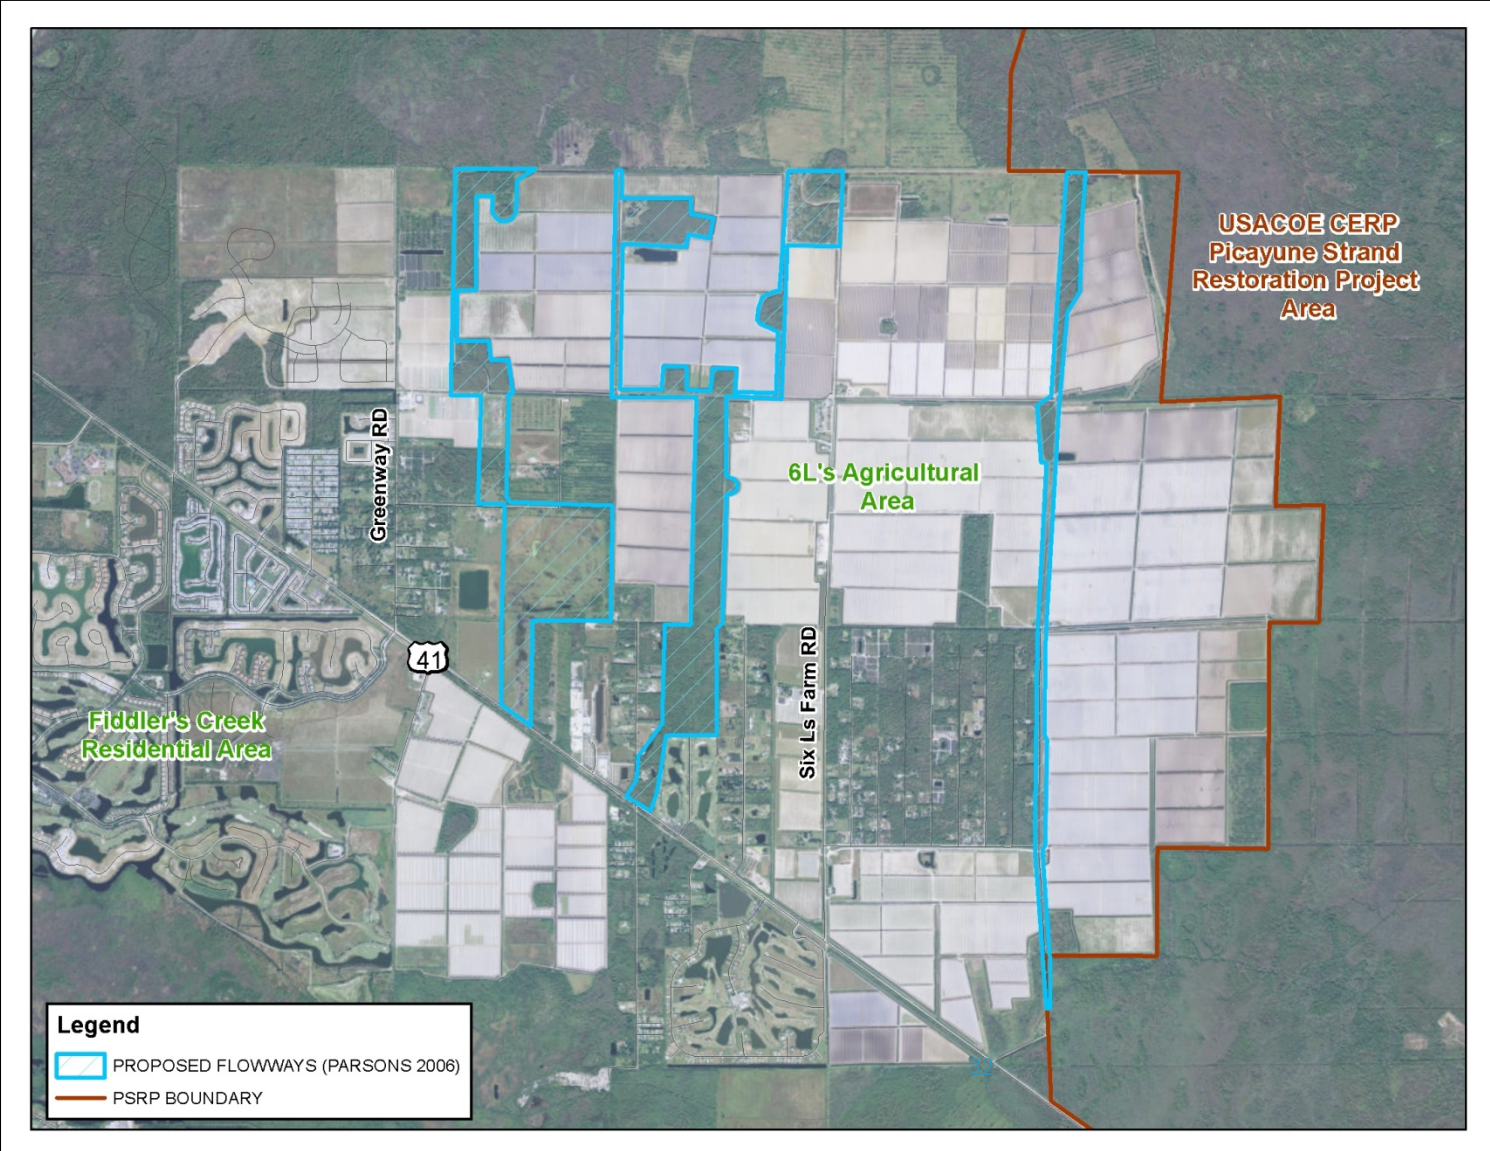 USACOE CERP
Picayune Strand
Restoration Project
Area
Greenway RD
6L's Agricultural
Area
41
Six Ls Farm RD
Fiddler's Creek
Residential Area
32
Legend
PROPOSED FLOWWAYS (PARSONS 2006)
PSRP BOUNDARY